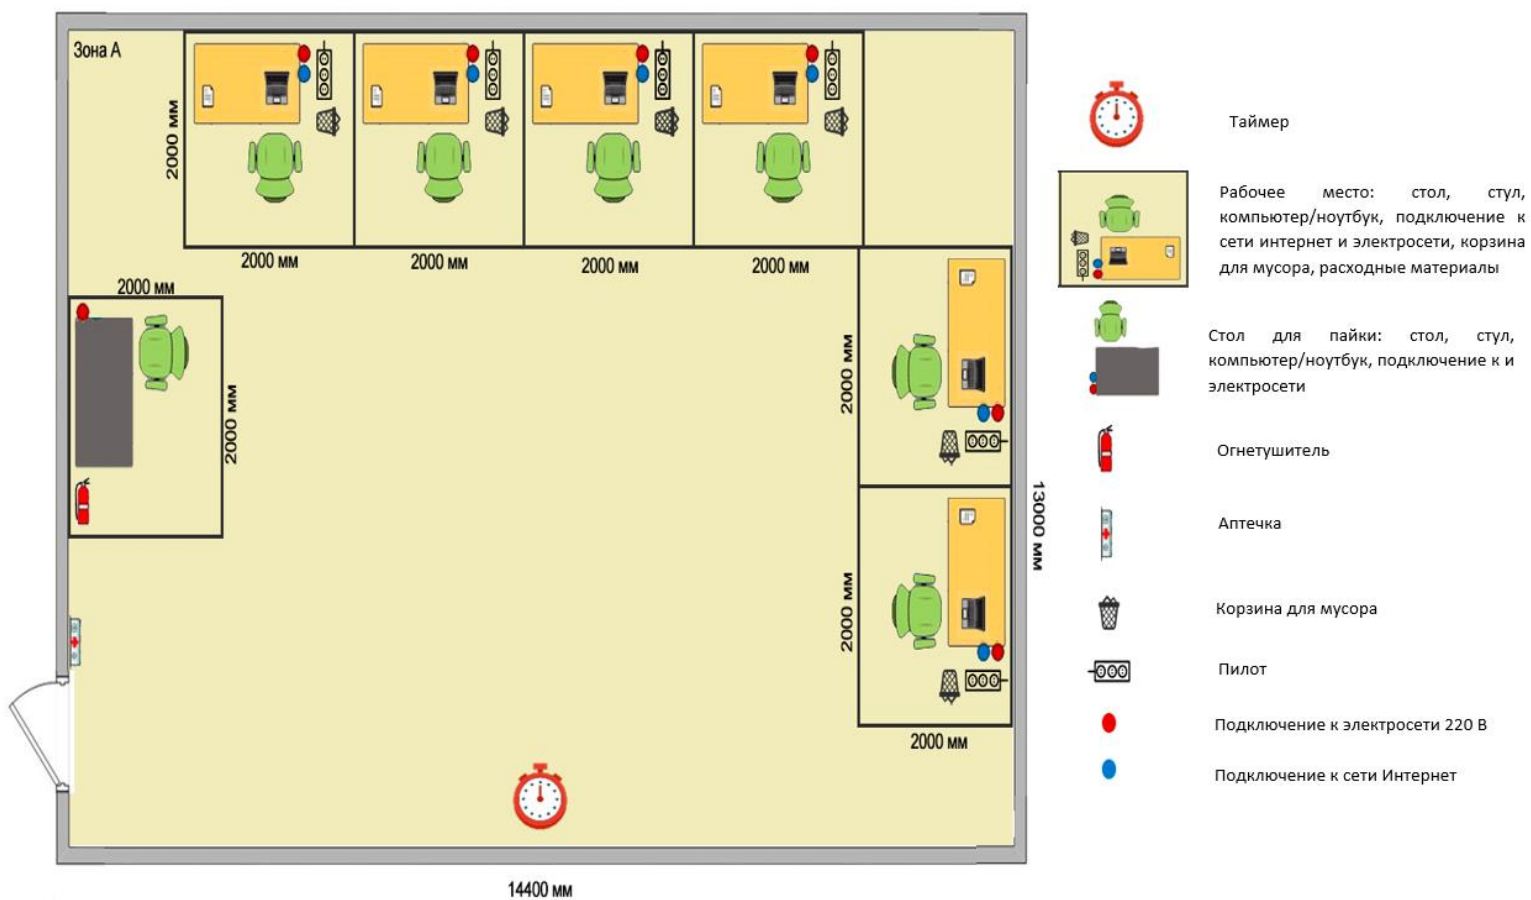 Зона А
2000 мм
2000 мм
2000 мм
2000 мм
2000 мм
2000 мм
2000 мм
2000 мм
2000 мм
2000 мм
13000 мм
14400 мм
Таймер
Рабочее место: стол, стул,
компьютер/ноутбук, подключение к
сети интернет и электросети, корзина
для мусора, расходные материалы
Стол для пайки: стол, стул,
компьютер/ноутбук, подключение к и
электросети
Огнетушитель
Аптечка
Корзина для мусора
Пилот
Подключение к электросети 220 В
Подключение к сети Интернет